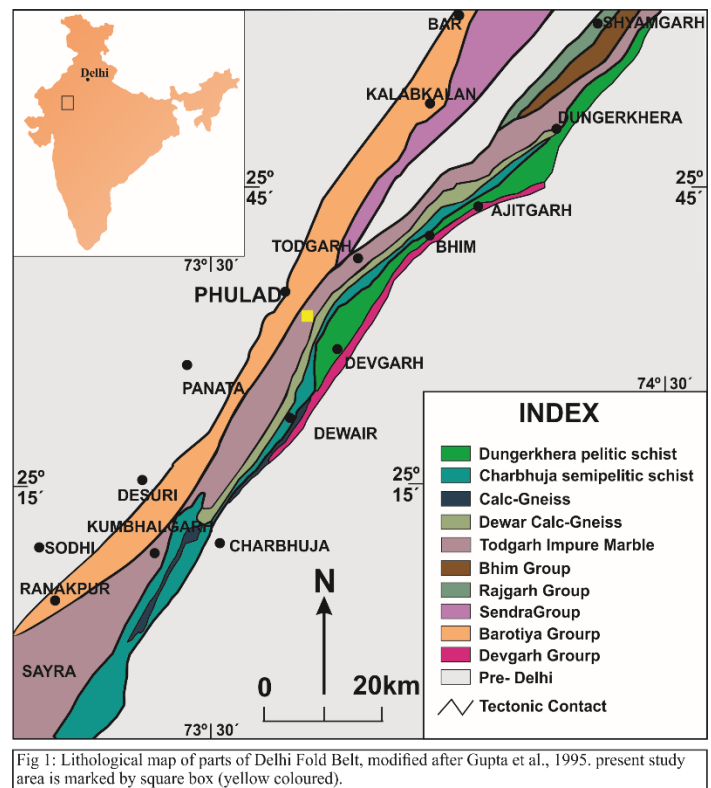 Delhi
BAR
SHYAMGARH
KALABKALAN
DUNGERKHERA
25º
45´
25º
45´
AJITGARH
TODGARH
BHIM
73º 30´
PHULAD
DEVGARH
PANATA
74º 30´
DEWAIR
INDEX
Dungerkhera pelitic schist
Charbhuja semipelitic schist
Calc-Gneiss
Dewar Calc-Gneiss
Todgarh Impure Marble
Bhim Group
Rajgarh Group
SendraGroup
Barotiya Grourp
Devgarh Grourp
Pre- Delhi
Tectonic Contact
25º
15´
25º
15´
DESURI
KUMBHALGARH
SODHI
CHARBHUJA
RANAKPUR
N
SAYRA
0 20km
73º 30´
Fig 1: Lithological map of parts of Delhi Fold Belt, modified after Gupta et al., 1995. present study
area is marked by square box (yellow coloured).